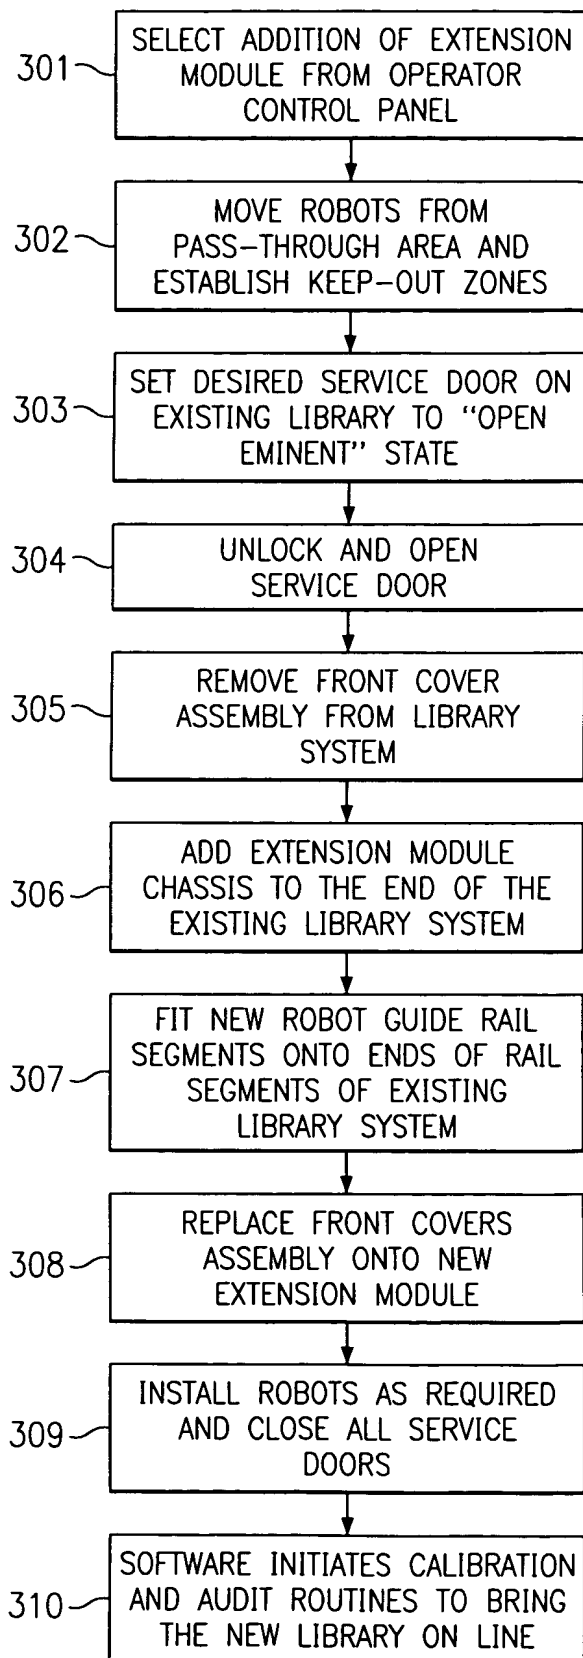 301
SELECT ADDITION OF EXTENSION
MODULE FROM OPERATOR
CONTROL PANEL
302
MOVE ROBOTS FROM
PASS-THROUGH AREA AND
ESTABLISH KEEP-OUT ZONES
303
SET DESIRED SERVICE DOOR ON
EXISTING LIBRARY TO "OPEN
EMINENT" STATE
304
UNLOCK AND OPEN
SERVICE DOOR
305
REMOVE FRONT COVER
ASSEMBLY FROM LIBRARY
SYSTEM
306
ADD EXTENSION MODULE
CHASSIS TO THE END OF THE
EXISTING LIBRARY SYSTEM
307
FIT NEW ROBOT GUIDE RAIL
SEGMENTS ONTO ENDS OF RAIL
SEGMENTS OF EXISTING
LIBRARY SYSTEM
308
REPLACE FRONT COVERS
ASSEMBLY ONTO NEW
EXTENSION MODULE
309
INSTALL ROBOTS AS REQUIRED
AND CLOSE ALL SERVICE
DOORS
310
SOFTWARE INITIATES CALIBRATION
AND AUDIT ROUTINES TO BRING
THE NEW LIBRARY ON LINE